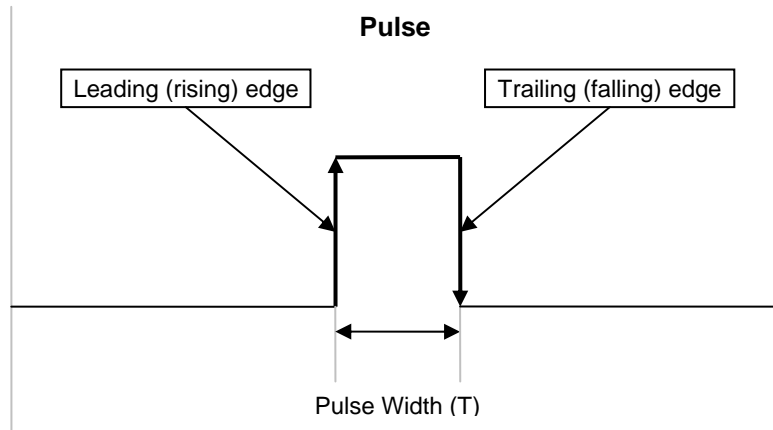 Pulse
Leading (rising) edge
Trailing (falling) edge
Pulse Width (T)